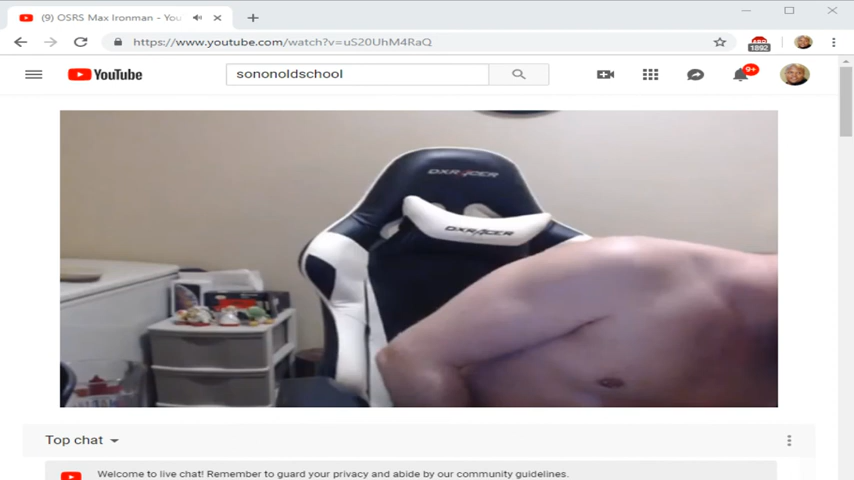 (9) OSRS Max Ironman - You
https://www.youtube.com/watch?v=uS20UhM4RaQ
ABP
1892
YouTube
sononoldschool
9+
DXRACER
DXRACER
Top chat
Welcome to live chat! Remember to guard your privacy and abide by our community guidelines.